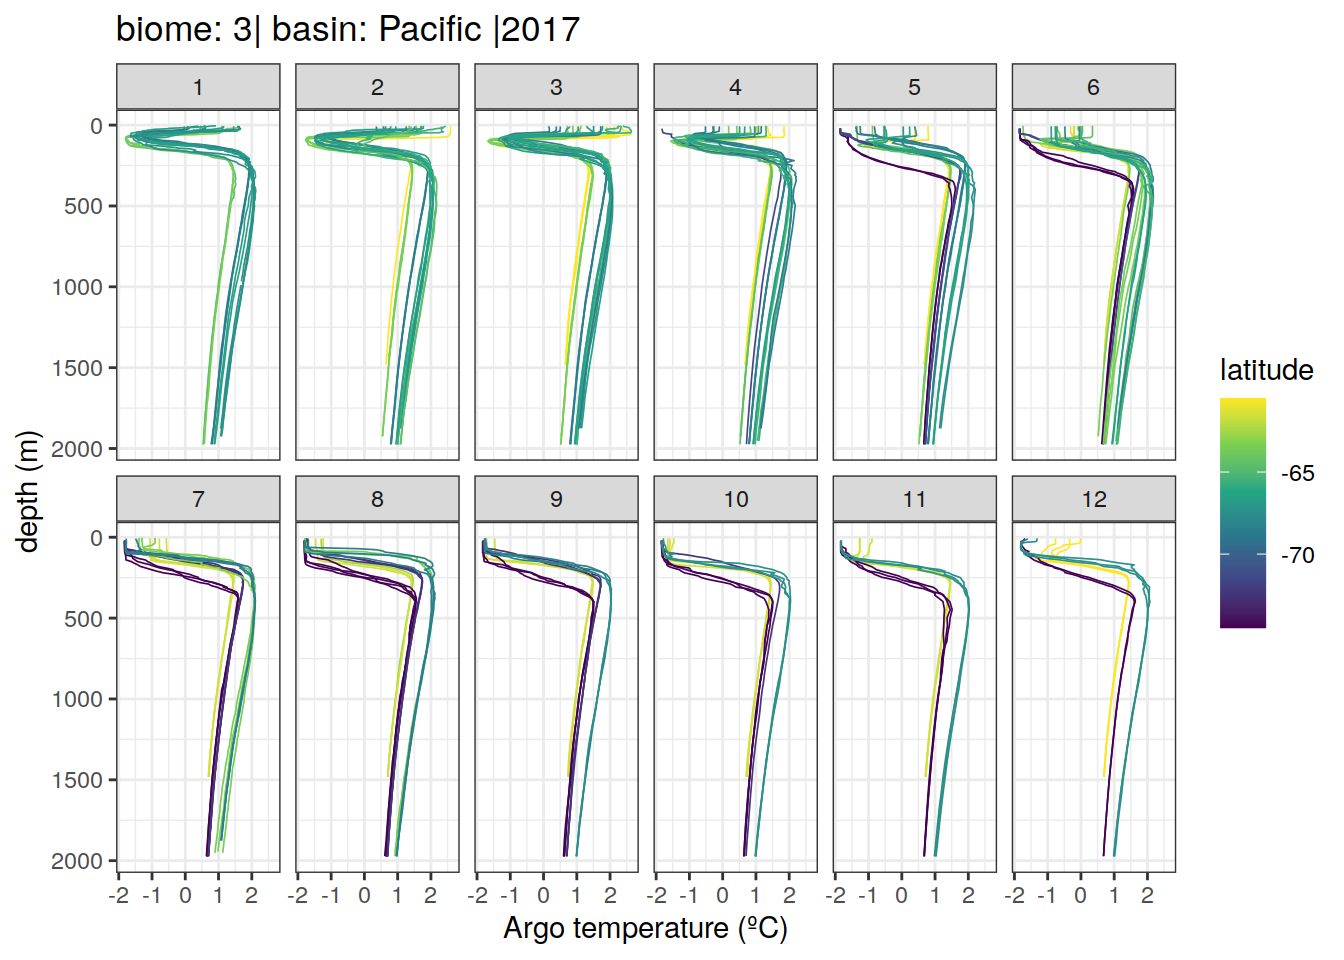 biome: 3| basin: Pacific |2017
1 2 3 4 5 6
0
500
1000
1500
2000
7 8 9 10 11 12
0
500
1000
1500
2000
-2 -1 0 1 2 -2 -1 0 1 2 -2 -1 0 1 2 -2 -1 0 1 2 -2 -1 0 1 2 -2 -1 0 1 2
Argo temperature (ºC)
depth (m)
latitude
-65
-70